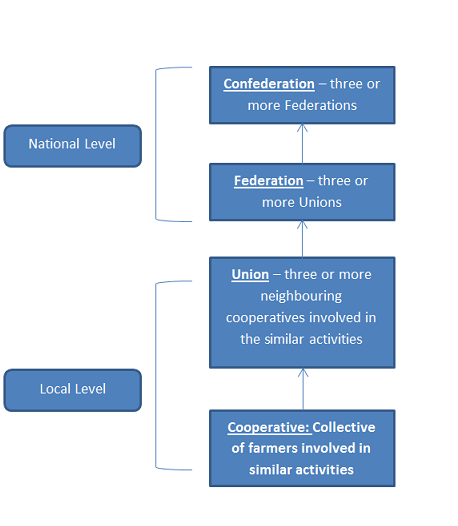 Confederation – three or
more Federations
National Level
Federation – three or
more Unions
Union – three or more
neighbouring
cooperatives involved in
the similar activities
Local Level
Cooperative: Collective
of farmers involved in
similar activities